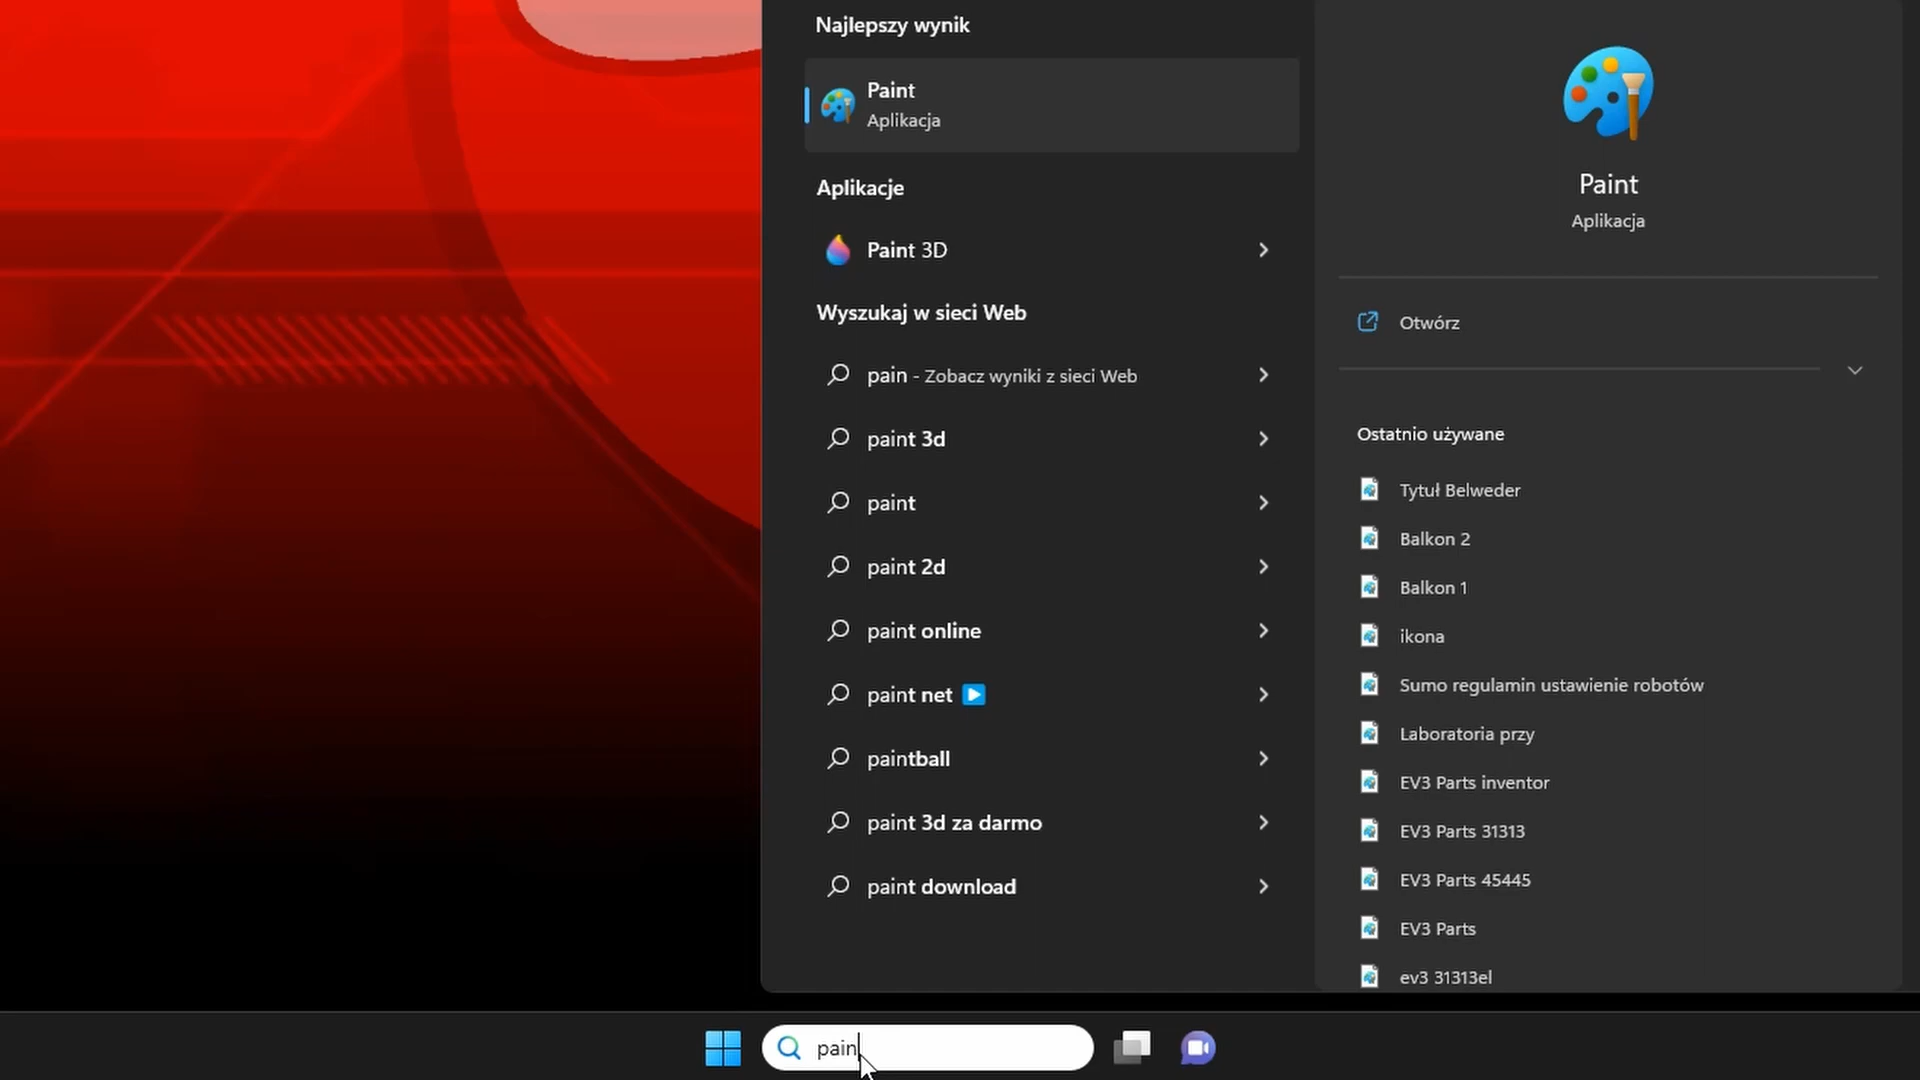 Najlepszy wynik
Paint
Aplikacja
Aplikacje
Paint 3D
Wyszukaj w sieci Web
pain - Zobacz wyniki z sieci Web
paint 3d
paint
paint 2d
paint online
paint net
paintball
paint 3d za darmo
paint download
Paint
Aplikacja
Otwórz
Ostatnio używane
Tytuł Belweder
Balkon 2
Balkon 1
ikona
Sumo regulamin ustawienie robotów
Laboratoria przy
EV3 Parts inventor
EV3 Parts 31313
EV3 Parts 45445
EV3 Parts
ev3 31313el
pain